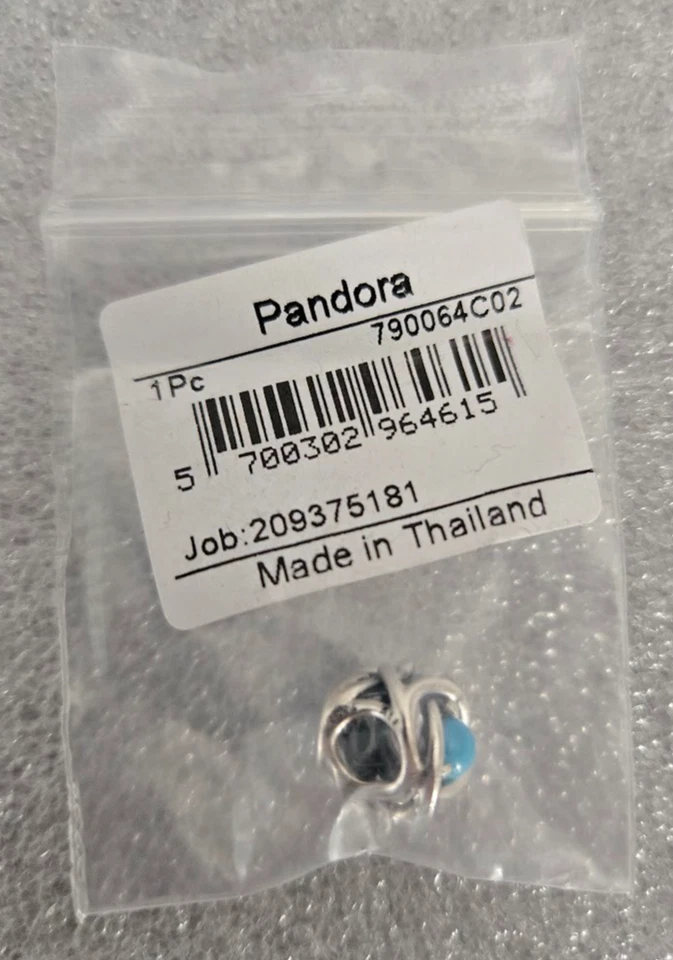 Pandora
790064C02
1Pc
5 700302 964615
Job:209375181
Made in Thailand